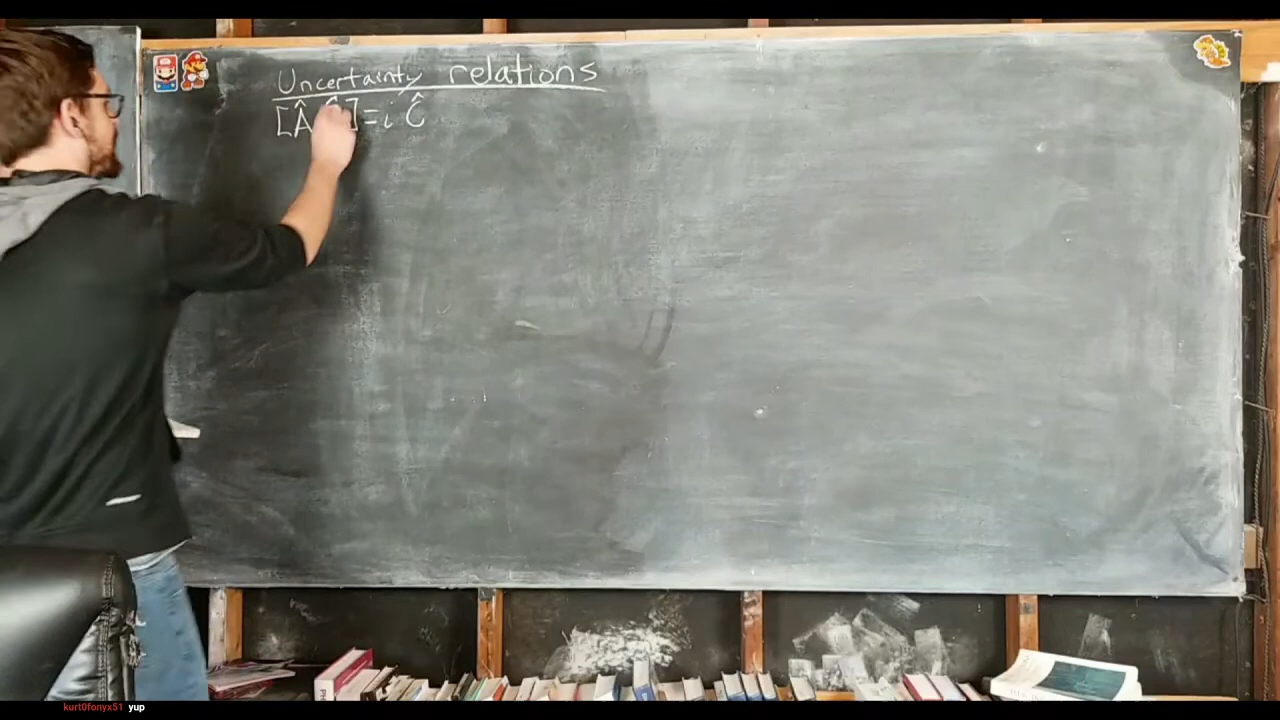 Uncertainty relations
[Â ] = i Ĉ
kurt0fonyx51 yup